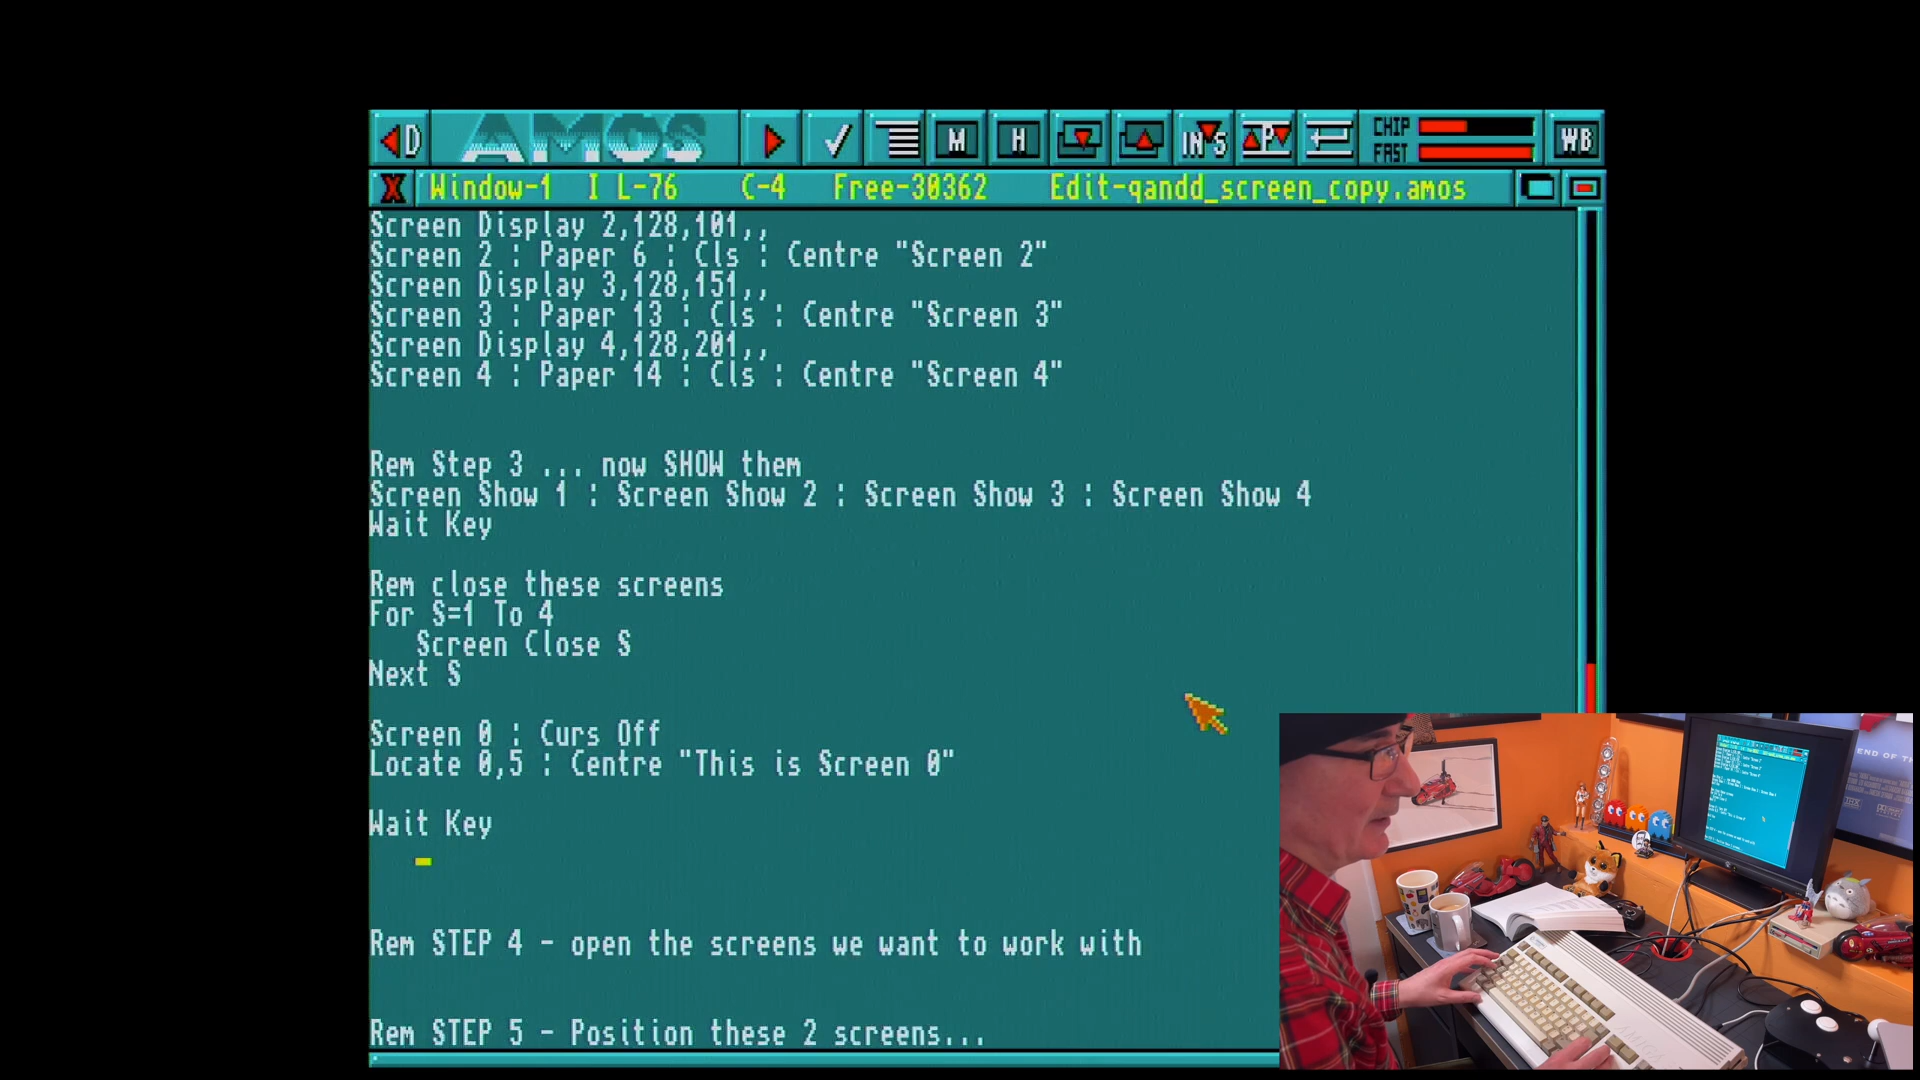 D AMOS M H INS P CHIP FAST WB
X Window-1 I L-76 C-4 Free-30362 Edit-qandd_screen_copy.amos
Screen Display 2,128,101,,
Screen 2 : Paper 6 : Cls : Centre "Screen 2"
Screen Display 3,128,151,,
Screen 3 : Paper 13 : Cls : Centre "Screen 3"
Screen Display 4,128,201,,
Screen 4 : Paper 14 : Cls : Centre "Screen 4"
Rem Step 3 ... now SHOW them
Screen Show 1 : Screen Show 2 : Screen Show 3 : Screen Show 4
Wait Key
Rem close these screens
For S=1 To 4
Screen Close S
Next S
Screen 0 : Curs Off
Locate 0,5 : Centre "This is Screen 0"
Wait Key
Rem STEP 4 - open the screens we want to work with
Rem STEP 5 - Position these 2 screens...
END OF TH
AMIGA